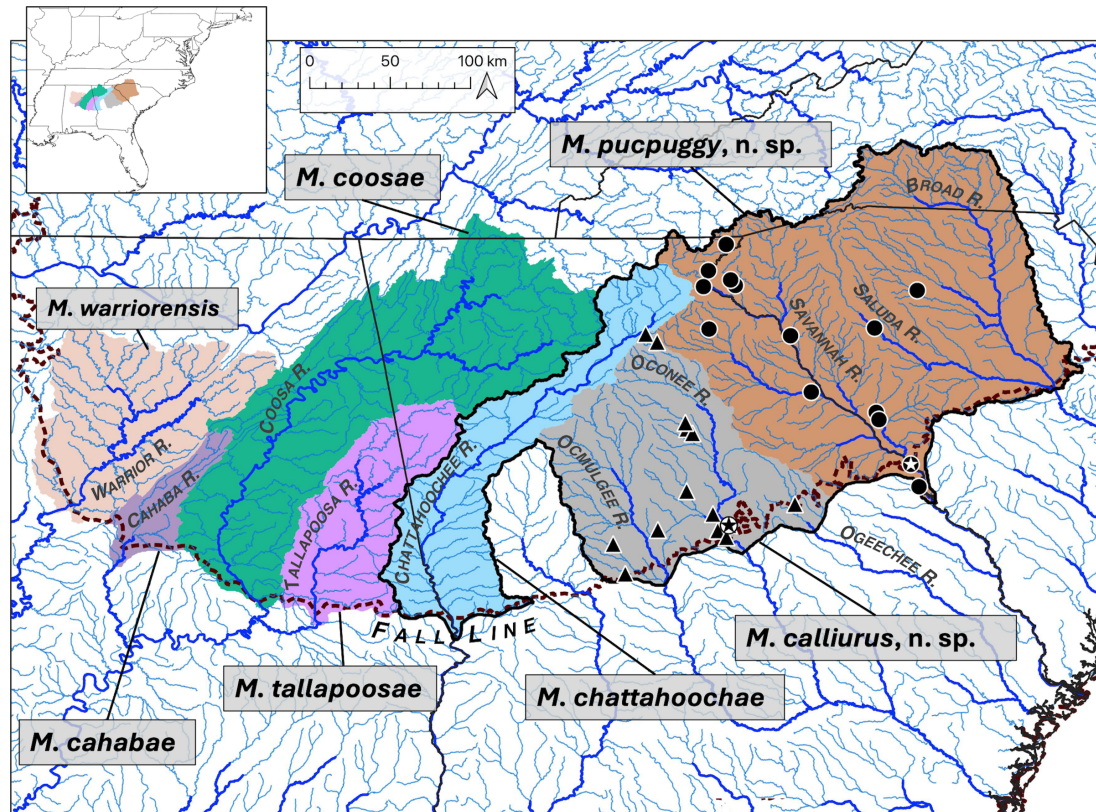 0 50 100 km
M. pucpuggy, n. sp.
M. coosae
BROAD R.
M. warriorensis
SAVANNAH R.
SALUDA R.
COOSA R.
OCONEE R.
WARRIOR R.
CAHABA R.
TALLAPOOSA R.
CHATTAHOOCHEE R.
OCMULGEE R.
OGEECHEE R.
FALL LINE
M. calliurus, n. sp.
M. tallapoosae
M. chattahoochae
M. cahabae